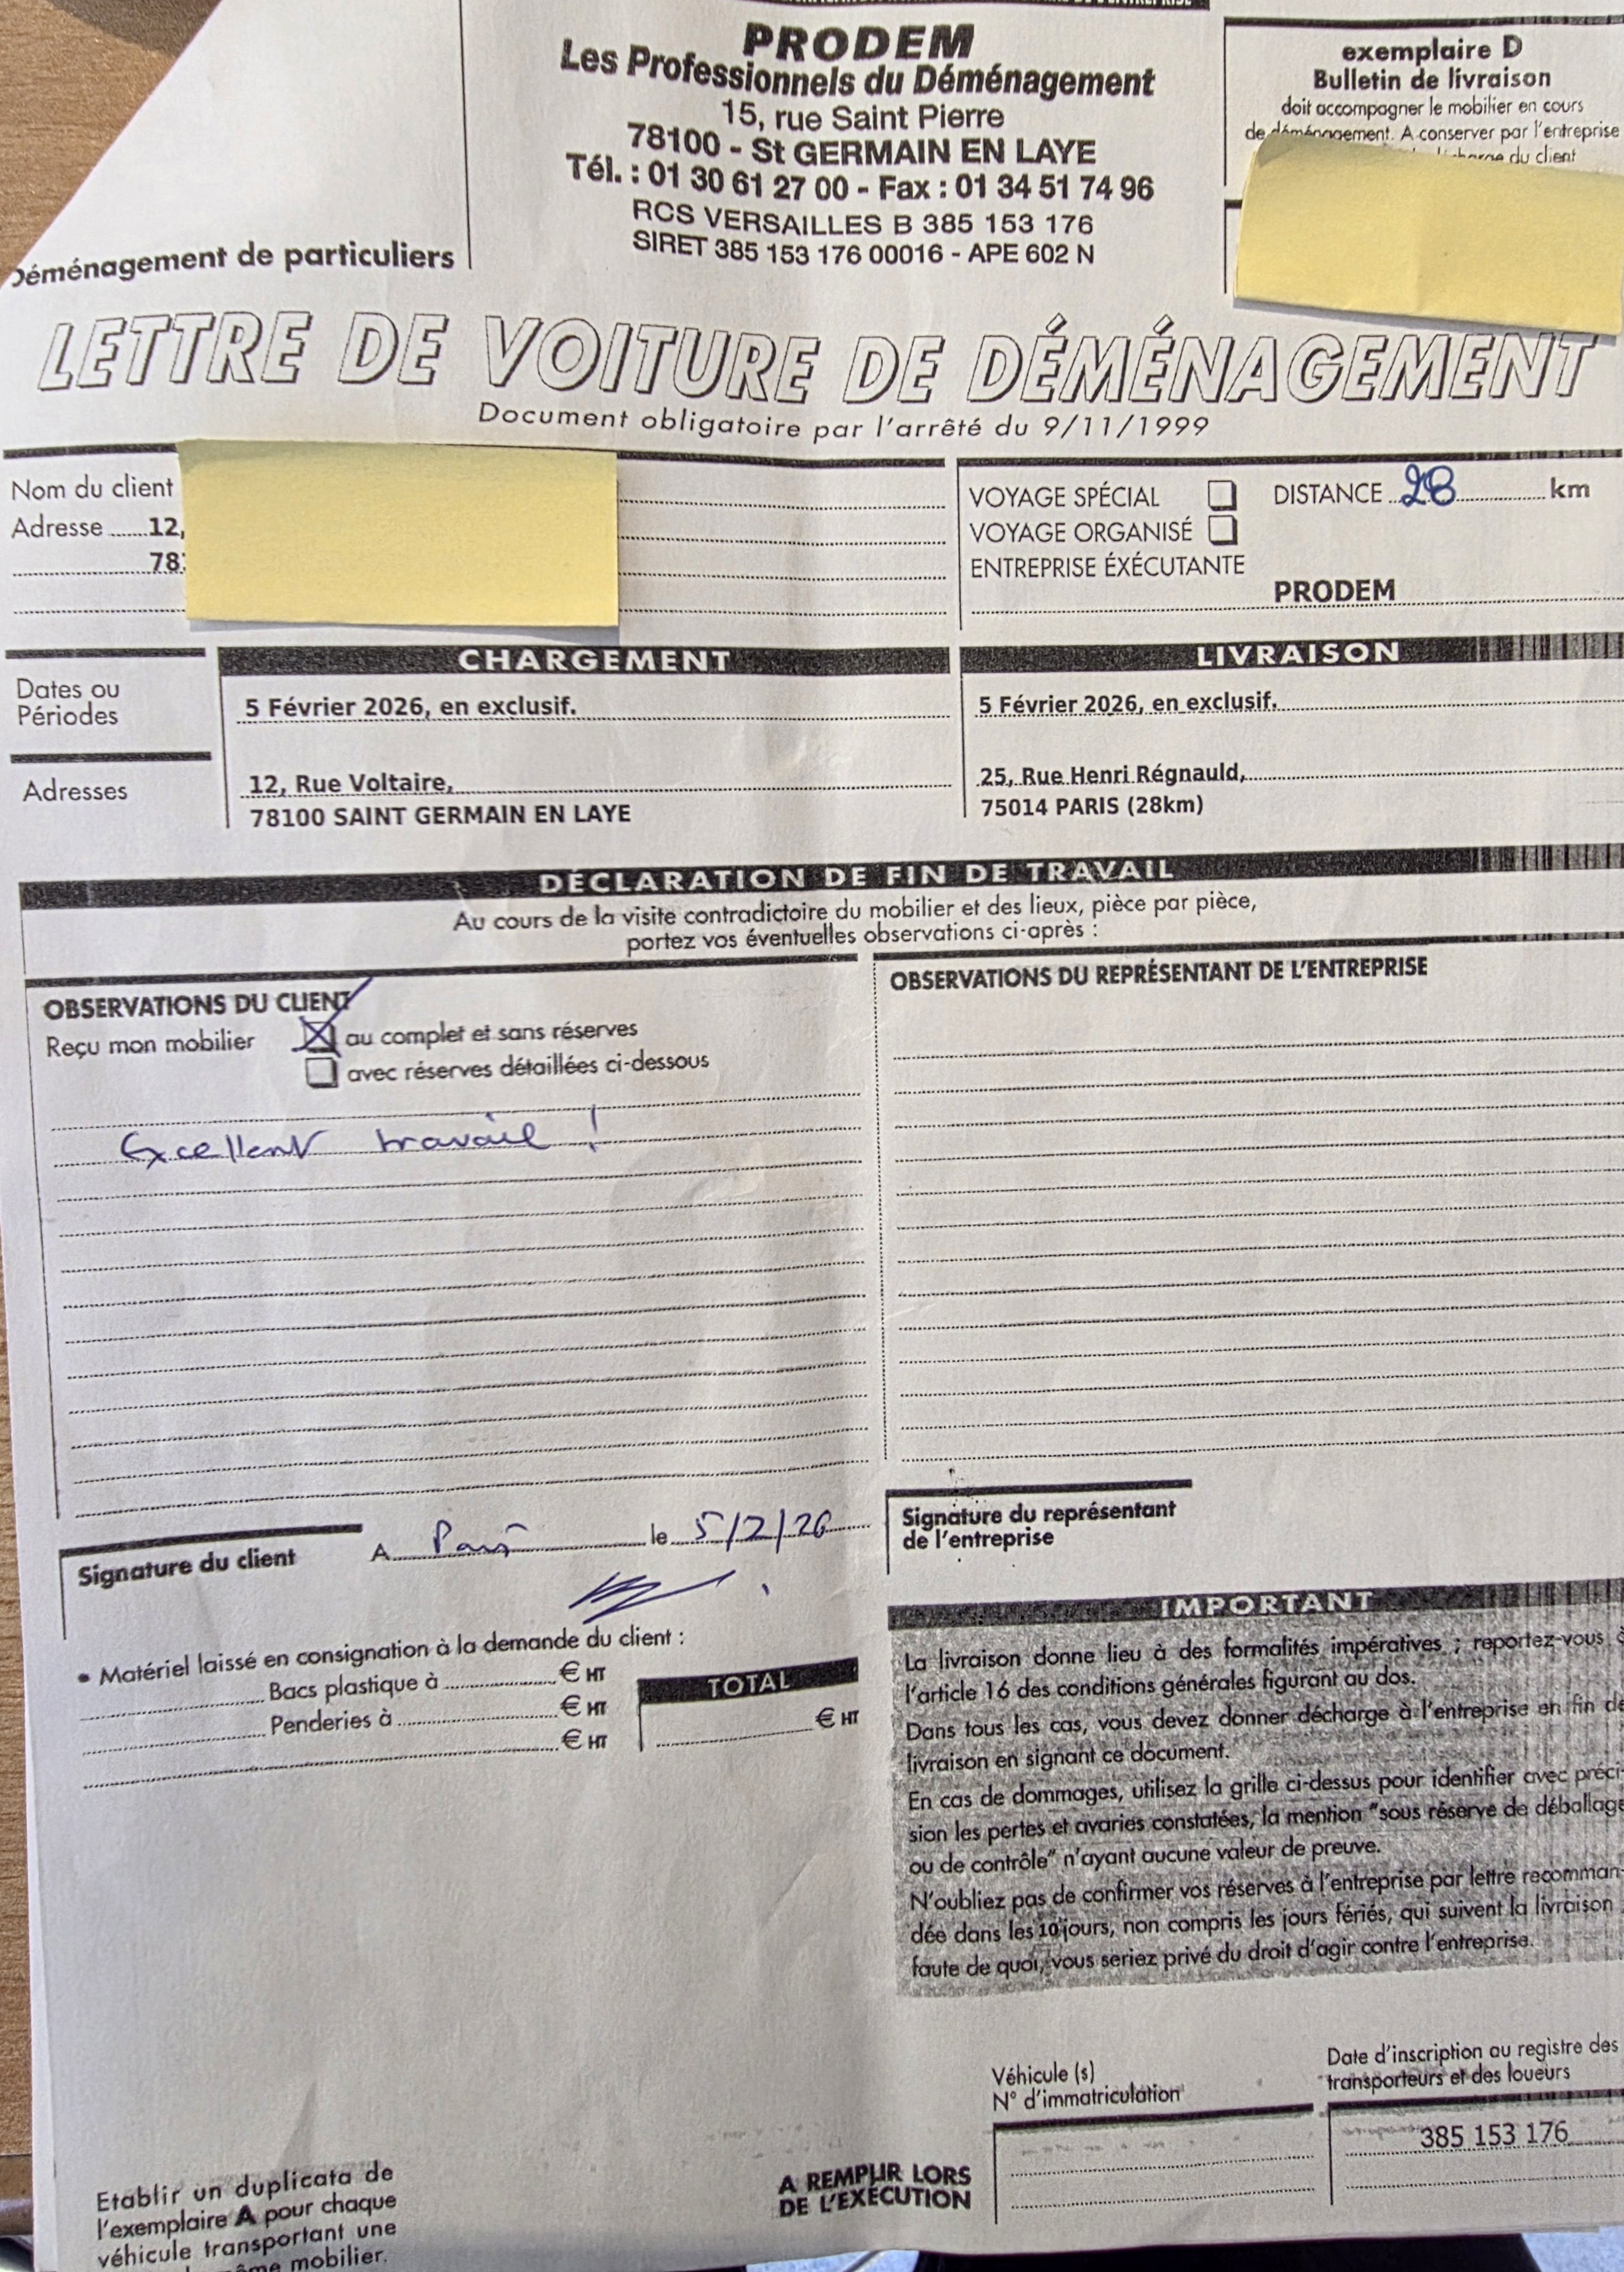 PRODEM
Les Professionnels du Déménagement
15, rue Saint Pierre
78100 - St GERMAIN EN LAYE
Tél. : 01 30 61 27 00 - Fax : 01 34 51 74 96
RCS VERSAILLES B 385 153 176
SIRET 385 153 176 00016 - APE 602 N
exemplaire D
Bulletin de livraison
doit accompagner le mobilier en cours
de déménagement. A conserver par l'entreprise
du client
Déménagement de particuliers
LETTRE DE VOITURE DE DÉMÉNAGEMENT
Document obligatoire par l'arrêté du 9/11/1999
Nom du client
Adresse 12,
78
VOYAGE SPÉCIAL
DISTANCE 28 km
VOYAGE ORGANISÉ
ENTREPRISE ÉXÉCUTANTE
PRODEM
CHARGEMENT
LIVRAISON
Dates ou
Périodes
5 Février 2026, en exclusif.
5 Février 2026, en exclusif.
Adresses
12, Rue Voltaire,
78100 SAINT GERMAIN EN LAYE
25, Rue Henri Régnauld,
75014 PARIS (28km)
DÉCLARATION DE FIN DE TRAVAIL
Au cours de la visite contradictoire du mobilier et des lieux, pièce par pièce,
portez vos éventuelles observations ci-après :
OBSERVATIONS DU CLIENT
Reçu mon mobilier
au complet et sans réserves
avec réserves détaillées ci-dessous
Excellent travail !
OBSERVATIONS DU REPRÉSENTANT DE L'ENTREPRISE
Signature du client
A Paris le 5/2/26
Signature du représentant
de l'entreprise
• Matériel laissé en consignation à la demande du client :
Bacs plastique à € HT
Penderies à € HT
€ HT
TOTAL
€ HT
IMPORTANT
La livraison donne lieu à des formalités impératives ; reportez-vous à
l'article 16 des conditions générales figurant au dos.
Dans tous les cas, vous devez donner décharge à l'entreprise en fin de
livraison en signant ce document.
En cas de dommages, utilisez la grille ci-dessus pour identifier avec préci-
sion les pertes et avaries constatées, la mention "sous réserve de déballage
ou de contrôle" n'ayant aucune valeur de preuve.
N'oubliez pas de confirmer vos réserves à l'entreprise par lettre recomman-
dée dans les 10 jours, non compris les jours fériés, qui suivent la livraison
faute de quoi, vous seriez privé du droit d'agir contre l'entreprise.
Véhicule (s)
N° d'immatriculation
Date d'inscription au registre des
transporteurs et des loueurs
385 153 176
A REMPLIR LORS
DE L'EXÉCUTION
Etablir un duplicata de
l'exemplaire A pour chaque
véhicule transportant une
même mobilier.